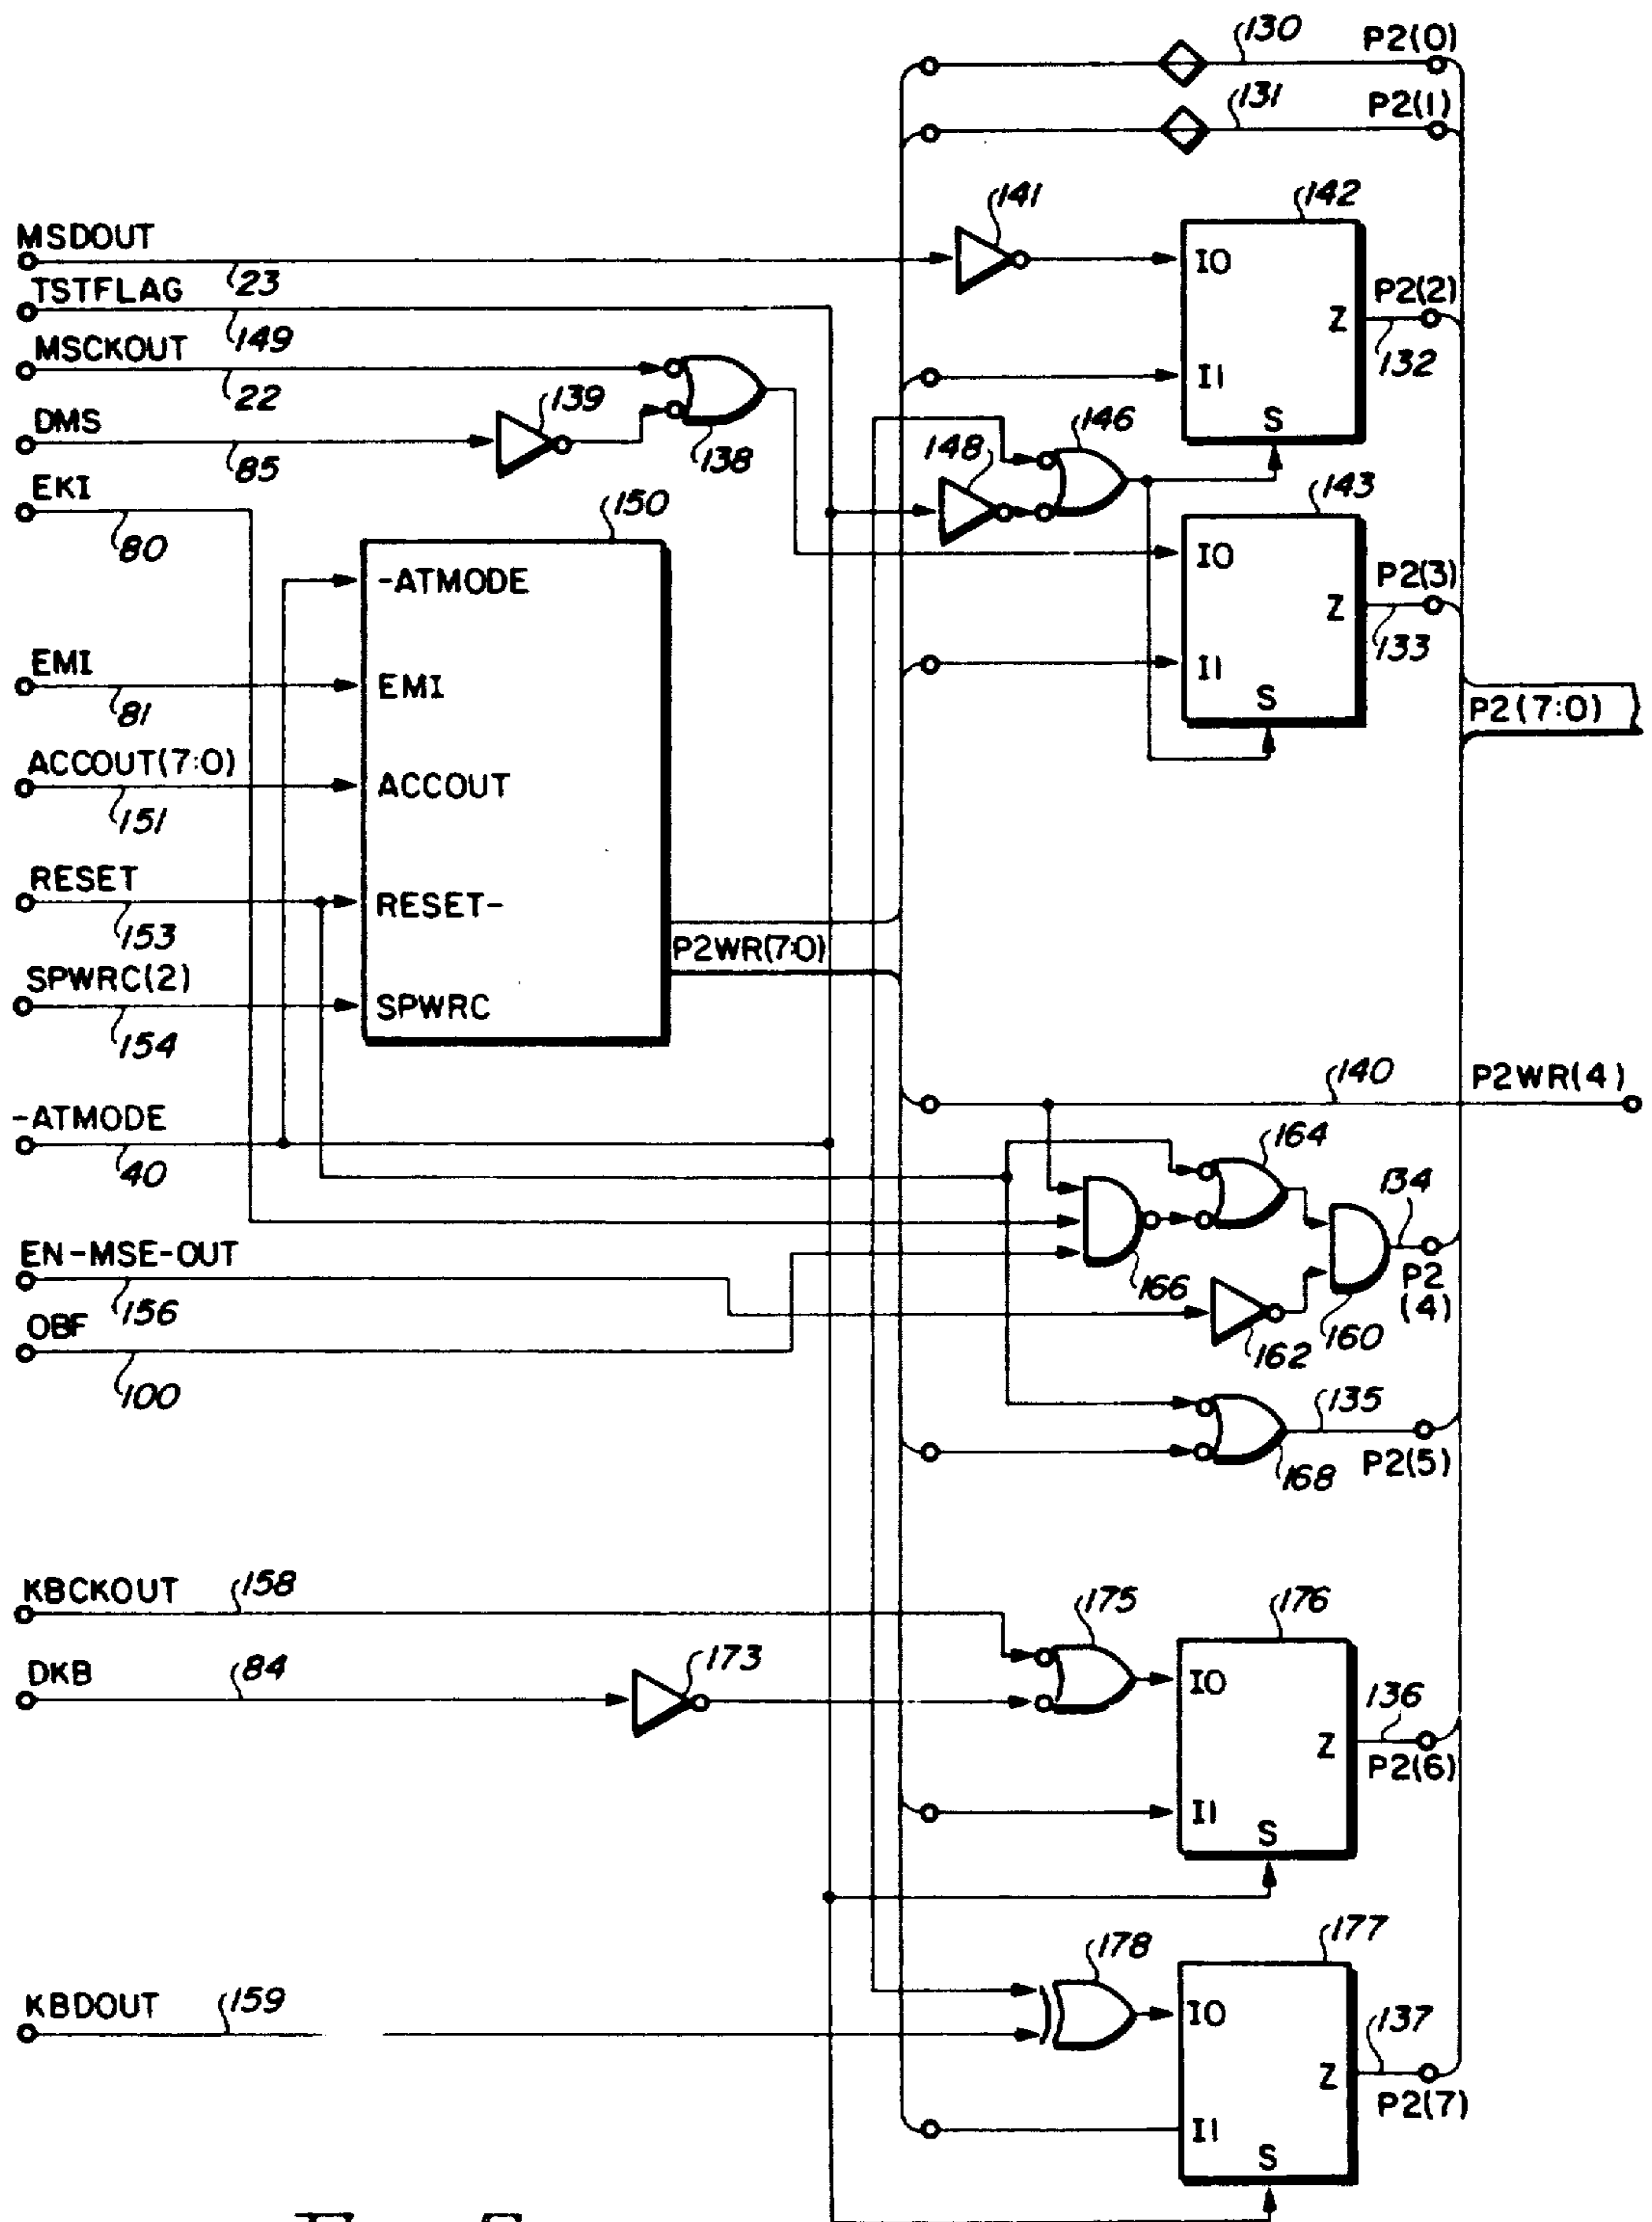 130
P2(0)
131
P2(1)
141
142
MSDOUT
23
IO
TSTFLAG
149
Z
P2(2)
132
MSCKOUT
22
I1
DMS
85
139
138
S
148
146
EKI
80
150
143
-ATMODE
IO
P2(3)
Z
133
EMI
81
EMI
I1
S
P2(7:0)
ACCOUT(7:0)
151
ACCOUT
RESET
153
RESET-
P2WR(7:0)
SPWRC(2)
154
SPWRC
140
P2WR(4)
-ATMODE
40
164
134
EN-MSE-OUT
156
166
P2
(4)
OBF
100
162
160
135
168
P2(5)
KBCKOUT
158
175
176
DKB
84
173
IO
136
Z
P2(6)
I1
S
178
177
KBDOUT
159
IO
137
Z
P2(7)
I1
S